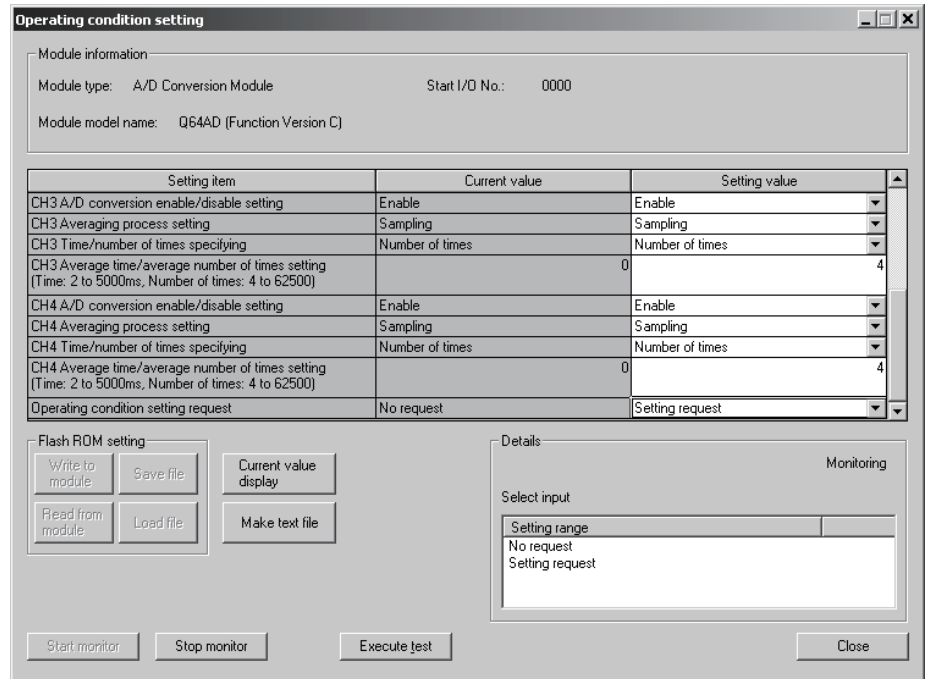 Operating condition setting
Module information
Module type: A/D Conversion Module Start I/O No.: 0000
Module model name: Q64AD (Function Version C)
Setting item Current value Setting value
CH3 A/D conversion enable/disable setting Enable Enable
CH3 Averaging process setting Sampling Sampling
CH3 Time/number of times specifying Number of times Number of times
CH3 Average time/average number of times setting 0 4
(Time: 2 to 5000ms, Number of times: 4 to 62500)
CH4 A/D conversion enable/disable setting Enable Enable
CH4 Averaging process setting Sampling Sampling
CH4 Time/number of times specifying Number of times Number of times
CH4 Average time/average number of times setting 0 4
(Time: 2 to 5000ms, Number of times: 4 to 62500)
Operating condition setting request No request Setting request
Flash ROM setting
Write to
module
Save file
Current value
display
Read from
module
Load file
Make text file
Details
Monitoring
Select input
Setting range
No request
Setting request
Start monitor Stop monitor Execute test Close